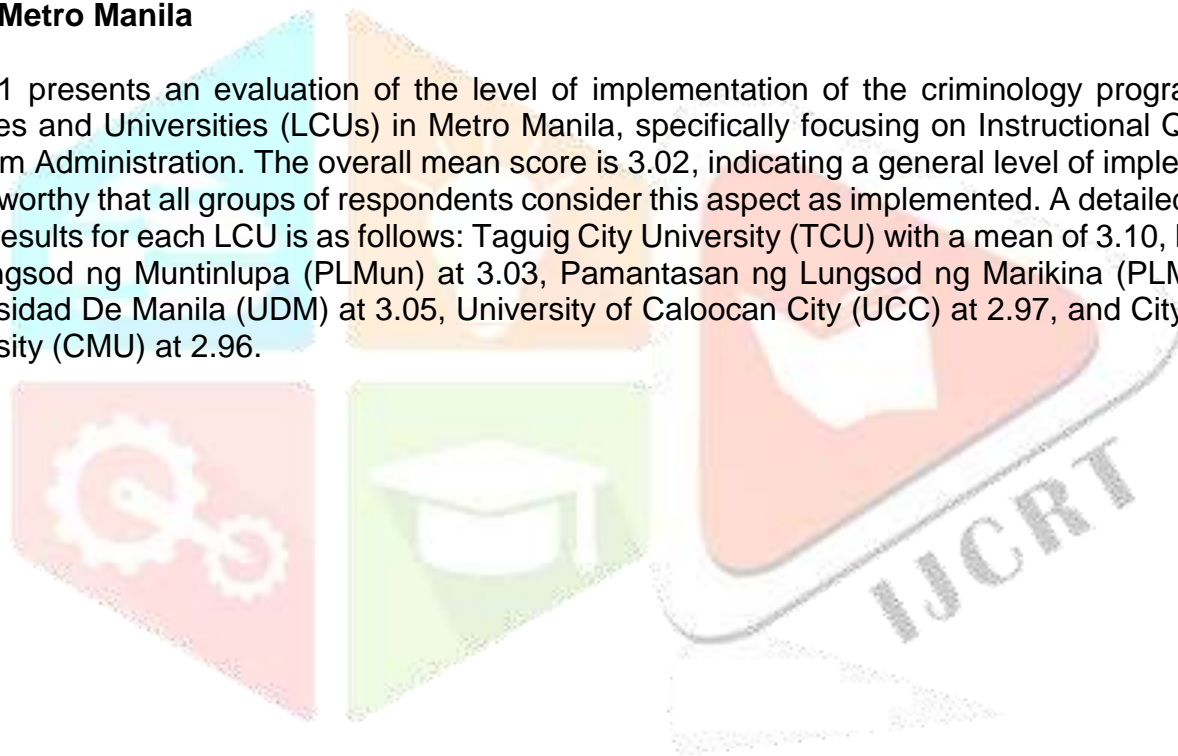 Metro Manila
1 presents an evaluation of the level of implementation of the criminology progra
es and Universities (LCUs) in Metro Manila, specifically focusing on Instructional Q
m Administration. The overall mean score is 3.02, indicating a general level of imple
worthy that all groups of respondents consider this aspect as implemented. A detailed
results for each LCU is as follows: Taguig City University (TCU) with a mean of 3.10,
ngsod ng Muntinlupa (PLMun) at 3.03, Pamantasan ng Lungsod ng Marikina (PLM
sidad De Manila (UDM) at 3.05, University of Caloocan City (UCC) at 2.97, and City
sity (CMU) at 2.96.
IJCRT